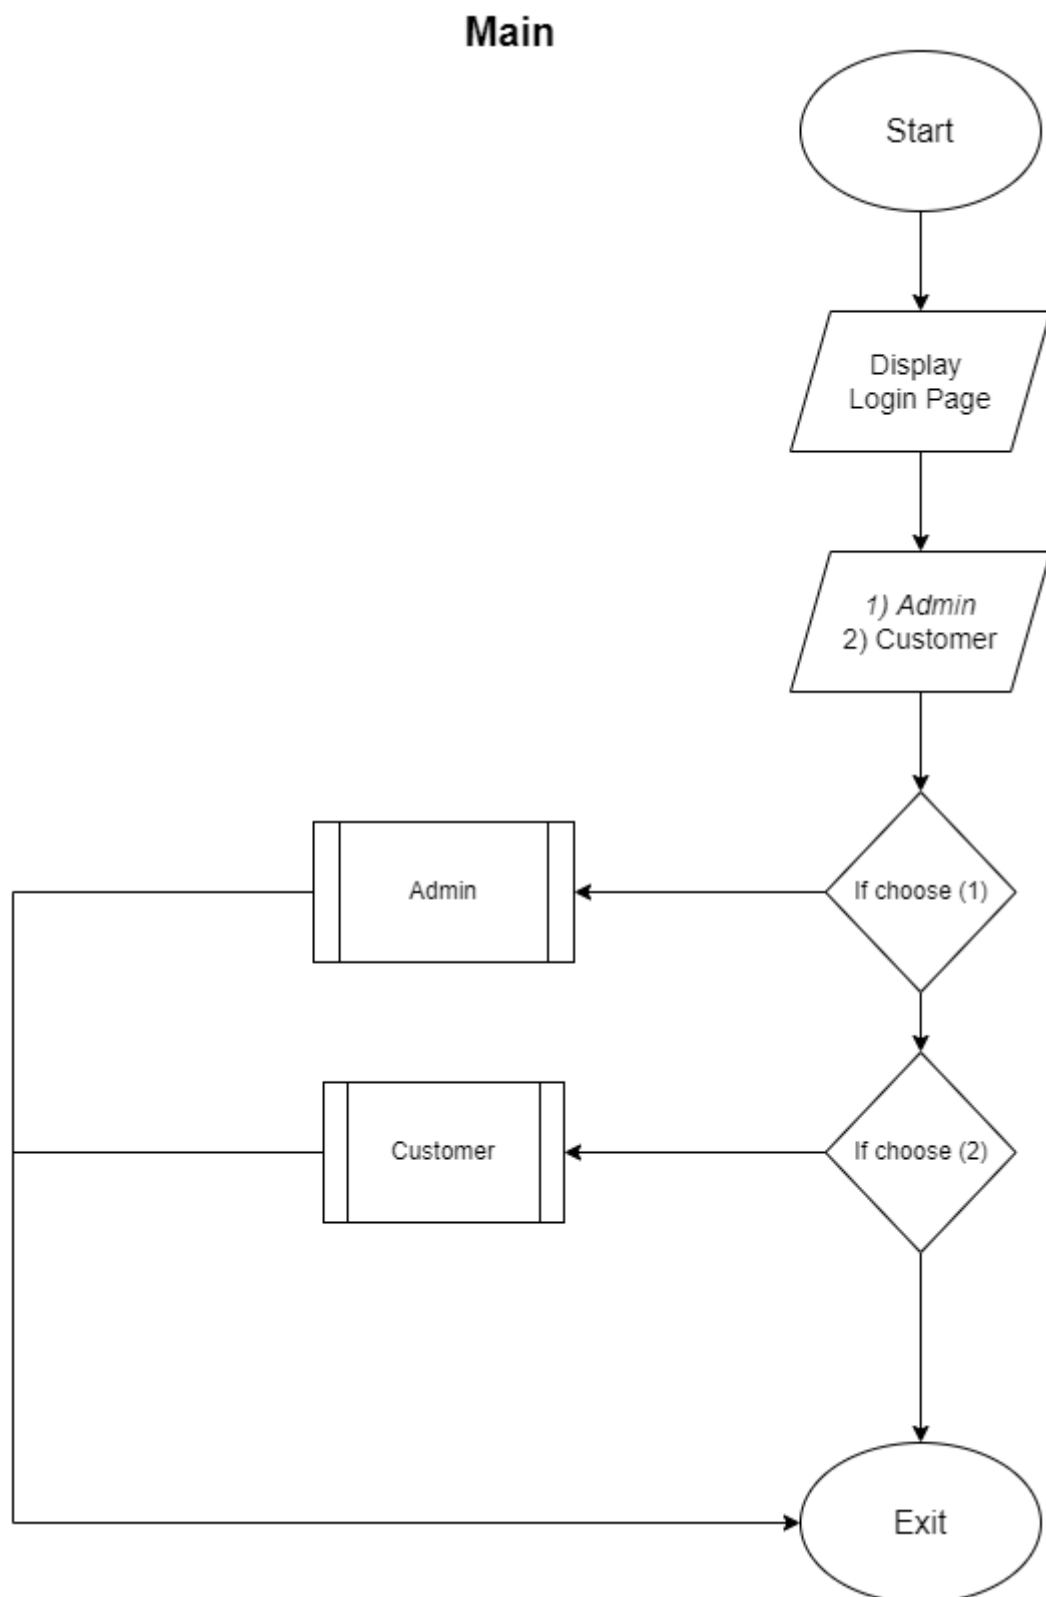 Main
Start
Display
Login Page
1) Admin
2) Customer
Admin
If choose (1)
Customer
If choose (2)
Exit